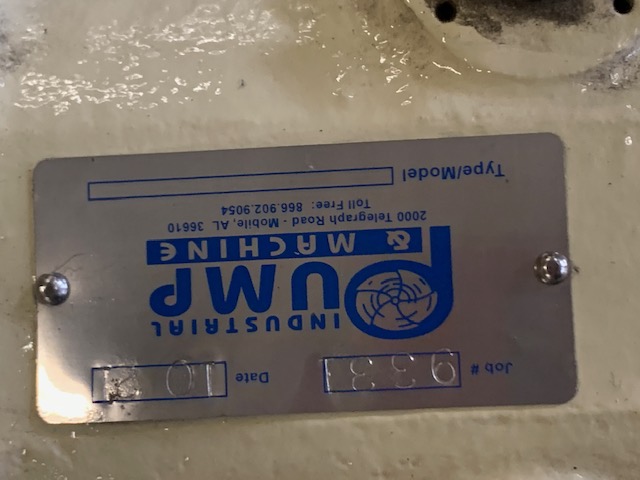 Job #
Date
INDUSTRIAL
PUMP
& MACHINE
2000 Telegraph Road - Mobile, AL 36610
Toll Free: 866.902.9054
Type/Model